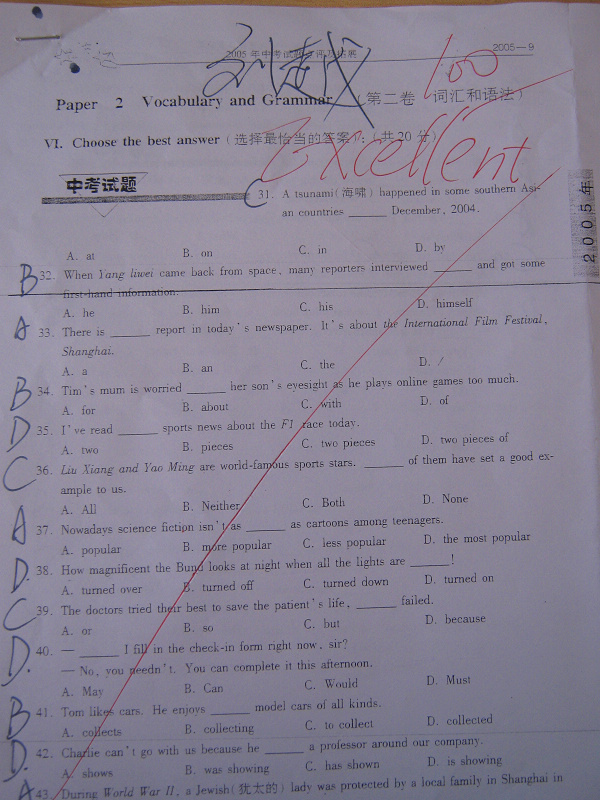 2005 年中考试题 2005—9
100
Paper 2 Vocabulary and Grammar (第二卷 词汇和语法)
VI. Choose the best answer (选择最恰当的答案): (共 20 分)
Excellent
中考试题
2005年
C 31. A tsunami (海啸) happened in some southern Asi-
an countries ______ December, 2004.
A. at B. on C. in D. by
B 32. When Yang liwei came back from space, many reporters interviewed ______ and got some
first-hand information.
A. he B. him C. his D. himself
A 33. There is ______ report in today's newspaper. It's about the International Film Festival,
Shanghai.
A. a B. an C. the D. /
B 34. Tim's mum is worried ______ her son's eyesight as he plays online games too much.
A. for B. about C. with D. of
D 35. I've read ______ sports news about the F1 race today.
A. two B. pieces C. two pieces D. two pieces of
C 36. Liu Xiang and Yao Ming are world-famous sports stars. ______ of them have set a good ex-
ample to us.
A. All B. Neither C. Both D. None
A 37. Nowadays science fiction isn't as ______ as cartoons among teenagers.
A. popular B. more popular C. less popular D. the most popular
D. 38. How magnificent the Bund looks at night when all the lights are ______!
A. turned over B. turned off C. turned down D. turned on
C 39. The doctors tried their best to save the patient's life, ______ failed.
A. or B. so C. but D. because
D. 40. — ______ I fill in the check-in form right now, sir?
— No, you needn't. You can complete it this afternoon.
A. May B. Can C. Would D. Must
B 41. Tom likes cars. He enjoys ______ model cars of all kinds.
A. collects B. collecting C. to collect D. collected
D. 42. Charlie can't go with us because he ______ a professor around our company.
A. shows B. was showing C. has shown D. is showing
A 43. During World War II, a Jewish(犹太的) lady was protected by a local family in Shanghai in